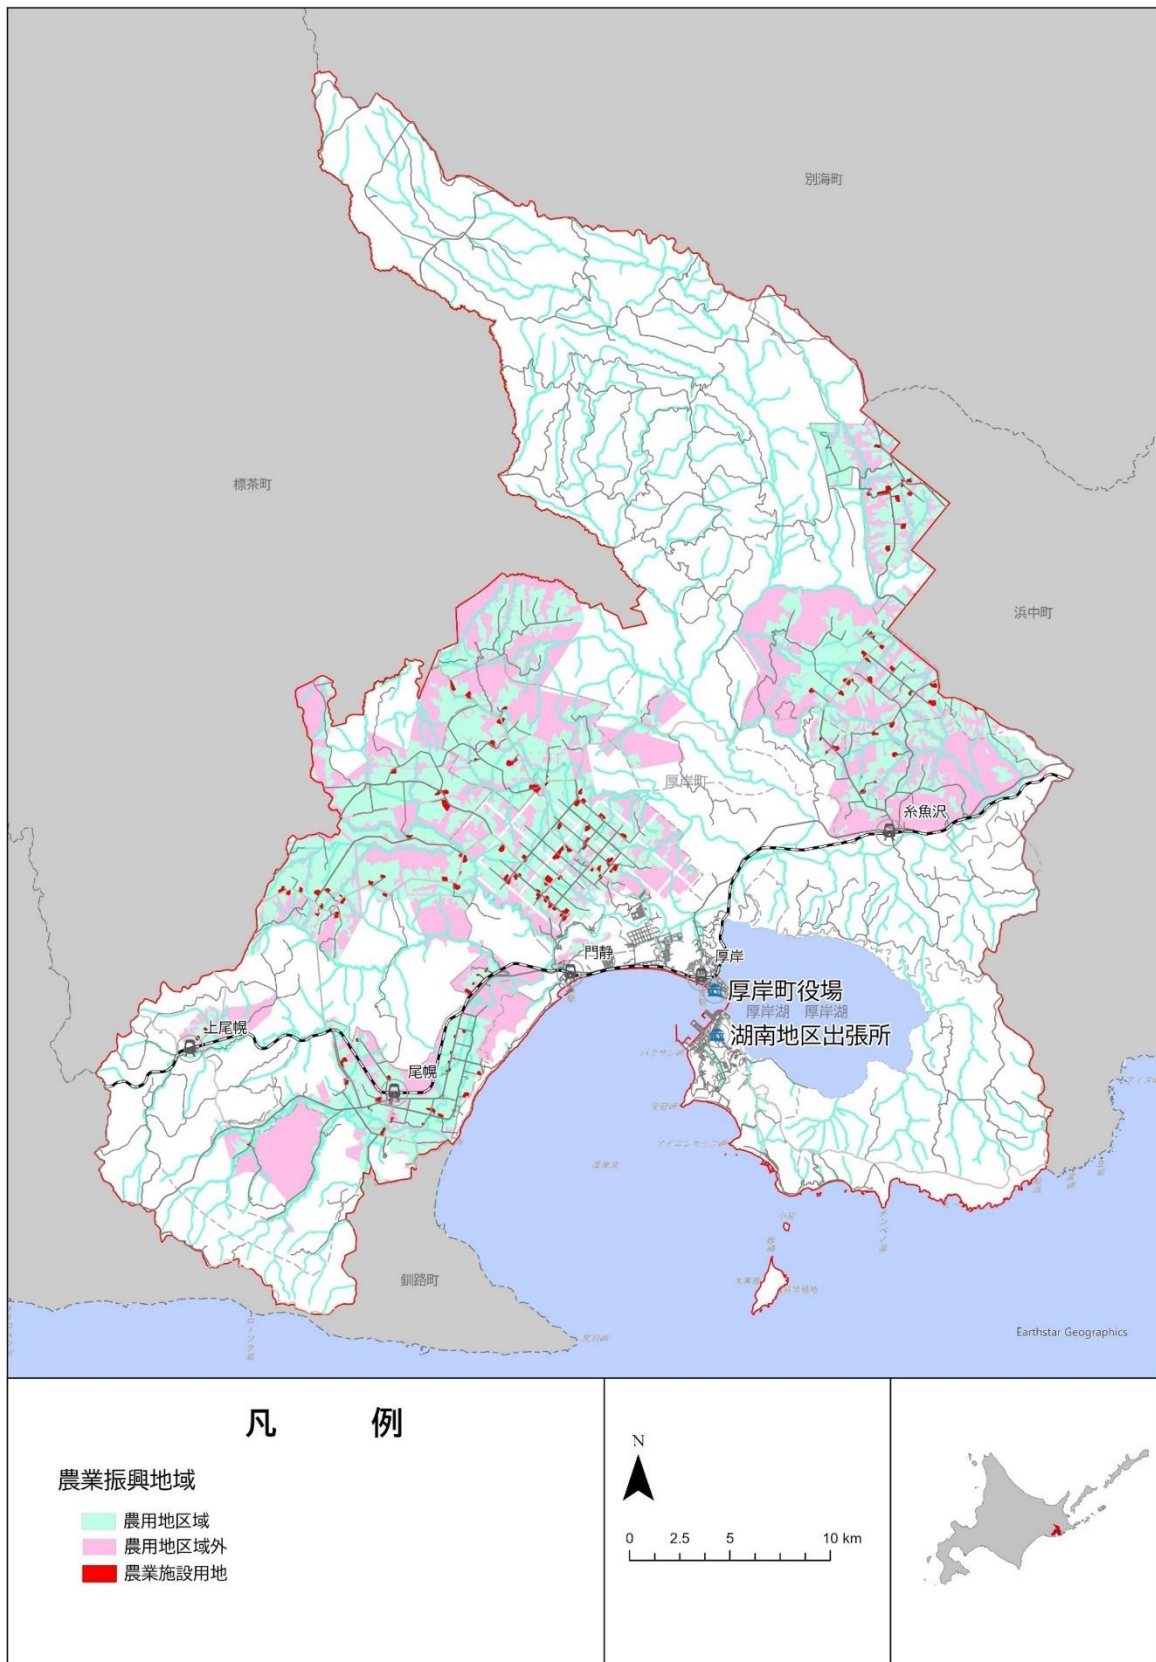 別海町
標茶町
浜中町
厚岸町
糸魚沢
門静
厚岸
厚岸町役場
厚岸湖 厚岸湖
湖南地区出張所
上尾幌
尾幌
釧路町
Earthstar Geographics
凡 例
農業振興地域
農用地区域
農用地区域外
農業施設用地
N
0 2.5 5 10 km